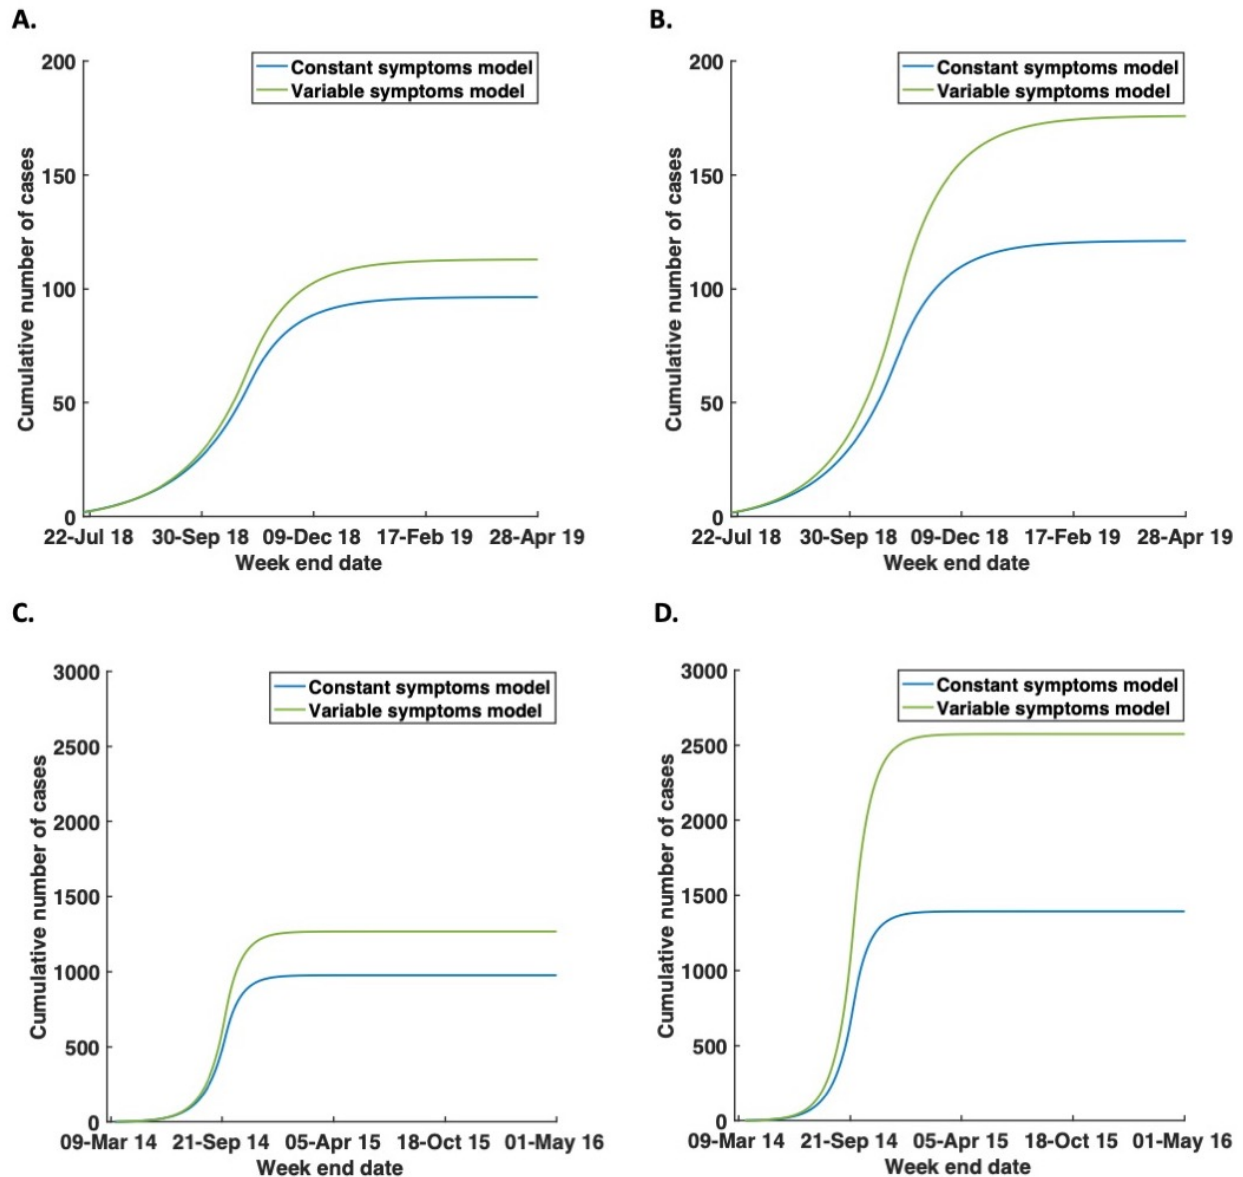 A.
200
150
100
50
0
Cumulative number of cases
Constant symptoms model
Variable symptoms model
22-Jul 18 30-Sep 18 09-Dec 18 17-Feb 19 28-Apr 19
Week end date
B.
200
150
100
50
0
Cumulative number of cases
Constant symptoms model
Variable symptoms model
22-Jul 18 30-Sep 18 09-Dec 18 17-Feb 19 28-Apr 19
Week end date
C.
3000
2500
2000
1500
1000
500
0
Cumulative number of cases
Constant symptoms model
Variable symptoms model
09-Mar 14 21-Sep 14 05-Apr 15 18-Oct 15 01-May 16
Week end date
D.
3000
2500
2000
1500
1000
500
0
Cumulative number of cases
Constant symptoms model
Variable symptoms model
09-Mar 14 21-Sep 14 05-Apr 15 18-Oct 15 01-May 16
Week end date